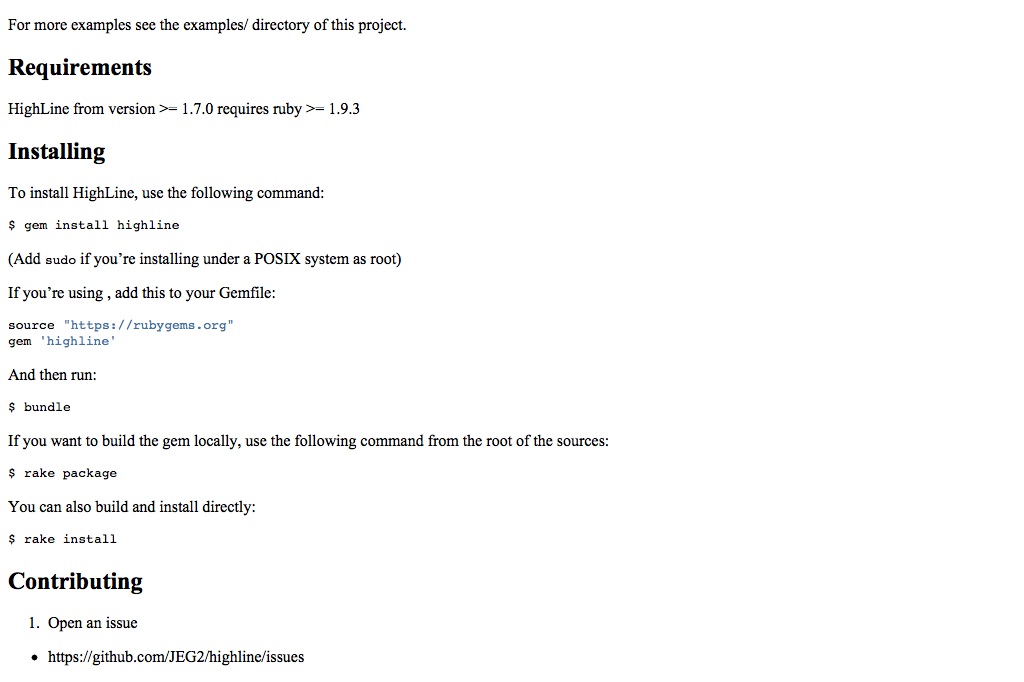 For more examples see the examples/ directory of this project.
Requirements
HighLine from version >= 1.7.0 requires ruby >= 1.9.3
Installing
To install HighLine, use the following command:
$ gem install highline
(Add sudo if you’re installing under a POSIX system as root)
If you’re using , add this to your Gemfile:
source "https://rubygems.org"
gem 'highline'
And then run:
$ bundle
If you want to build the gem locally, use the following command from the root of the sources:
$ rake package
You can also build and install directly:
$ rake install
Contributing
1. Open an issue
• https://github.com/JEG2/highline/issues